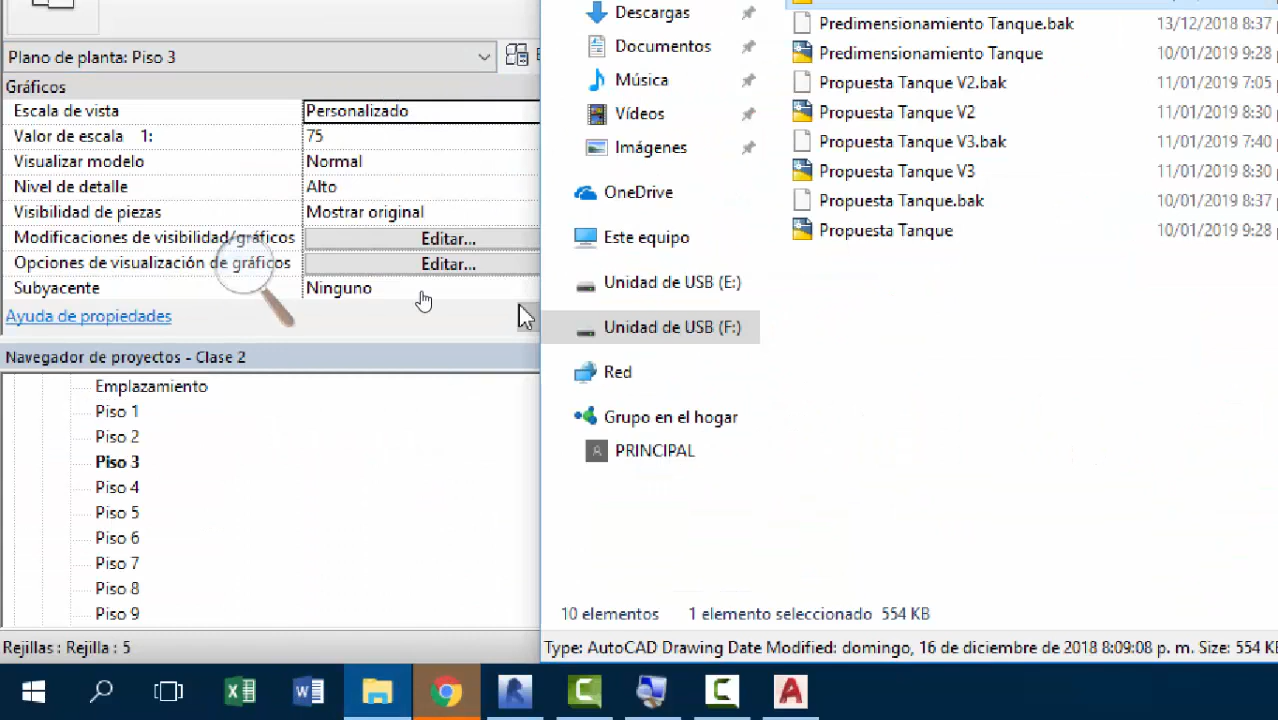 Plano de planta: Piso 3
Gráficos
Escala de vista Personalizado
Valor de escala 1: 75
Visualizar modelo Normal
Nivel de detalle Alto
Visibilidad de piezas Mostrar original
Modificaciones de visibilidad/gráficos Editar...
Opciones de visualización de gráficos Editar...
Subyacente Ninguno
Ayuda de propiedades
Navegador de proyectos - Clase 2
Emplazamiento
Piso 1
Piso 2
Piso 3
Piso 4
Piso 5
Piso 6
Piso 7
Piso 8
Piso 9
Rejillas : Rejilla : 5
Descargas
Documentos
Música
Vídeos
Imágenes
OneDrive
Este equipo
Unidad de USB (E:)
Unidad de USB (F:)
Red
Grupo en el hogar
PRINCIPAL
Predimensionamiento Tanque.bak 13/12/2018 8:37
Predimensionamiento Tanque 10/01/2019 9:28
Propuesta Tanque V2.bak 11/01/2019 7:05
Propuesta Tanque V2 11/01/2019 8:30
Propuesta Tanque V3.bak 11/01/2019 7:40
Propuesta Tanque V3 11/01/2019 8:30
Propuesta Tanque.bak 10/01/2019 8:37
Propuesta Tanque 10/01/2019 9:28
10 elementos 1 elemento seleccionado 554 KB
Type: AutoCAD Drawing Date Modified: domingo, 16 de diciembre de 2018 8:09:08 p. m. Size: 554 KB